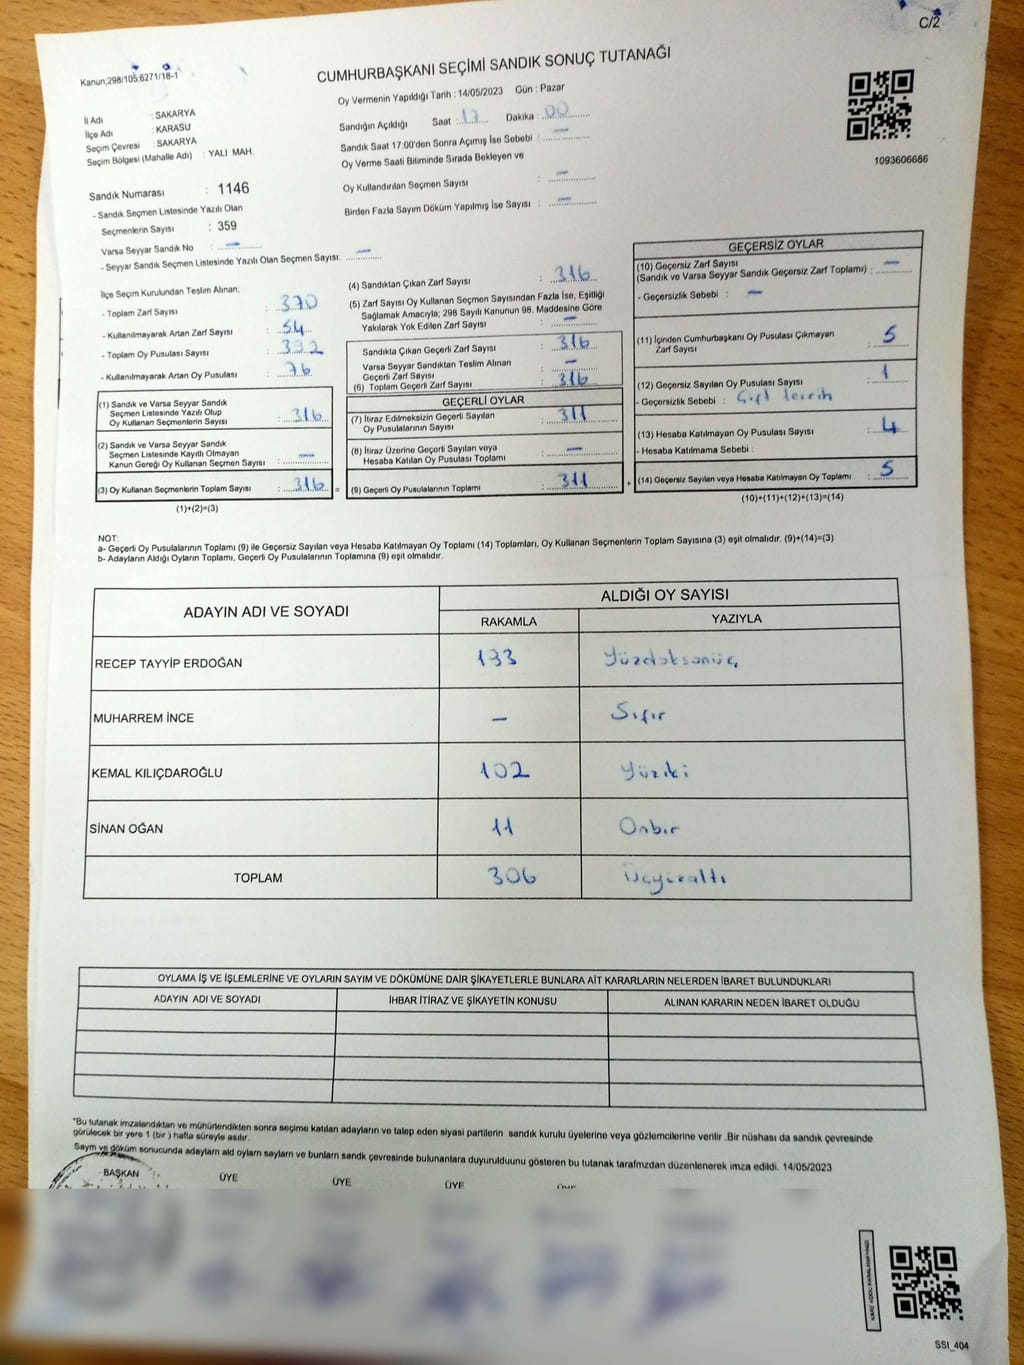 C/2
Kanun;298/105;6271/18-1
CUMHURBAŞKANI SEÇİMİ SANDIK SONUÇ TUTANAĞI
Oy Vermenin Yapıldığı Tarih : 14/05/2023 Gün : Pazar
İl Adı : SAKARYA
İlçe Adı : KARASU
Seçim Çevresi : SAKARYA
Seçim Bölgesi (Mahalle Adı) : YALI MAH.
Sandığın Açıldığı Saat : 17 Dakika : 00
Sandık Saat 17:00'den Sonra Açımış İse Sebebi : —
Oy Verme Saati Bitiminde Sırada Bekleyen ve
Oy Kullandırılan Seçmen Sayısı : —
Birden Fazla Sayım Döküm Yapılmış İse Sayısı : —
1093606686
Sandık Numarası : 1146
- Sandık Seçmen Listesinde Yazılı Olan
Seçmenlerin Sayısı : 359
Varsa Seyyar Sandık No : —
- Seyyar Sandık Seçmen Listesinde Yazılı Olan Seçmen Sayısı: —
İlçe Seçim Kurulundan Teslim Alınan;
- Toplam Zarf Sayısı : 370
- Kullanılmayarak Artan Zarf Sayısı : 54
- Toplam Oy Pusulası Sayısı : 392
- Kullanılmayarak Artan Oy Pusulası : 76
(1) Sandık ve Varsa Seyyar Sandık
Seçmen Listesinde Yazılı Olup
Oy Kullanan Seçmenlerin Sayısı : 316
(2) Sandık ve Varsa Seyyar Sandık
Seçmen Listesinde Kayıtlı Olmayan
Kanun Gereği Oy Kullanan Seçmen Sayısı : —
(3) Oy Kullanan Seçmenlerin Toplam Sayısı : 316 =
(1)+(2)=(3)
(4) Sandıktan Çıkan Zarf Sayısı : 316
(5) Zarf Sayısı Oy Kullanan Seçmen Sayısından Fazla İse, Eşitliği
Sağlamak Amacıyla; 298 Sayılı Kanunun 98. Maddesine Göre
Yakılarak Yok Edilen Zarf Sayısı : —
Sandıkta Çıkan Geçerli Zarf Sayısı : 316
Varsa Seyyar Sandıktan Teslim Alınan
Geçerli Zarf Sayısı : —
(6) Toplam Geçerli Zarf Sayısı : 316
GEÇERLİ OYLAR
(7) İtiraz Edilmeksizin Geçerli Sayılan
Oy Pusulalarının Sayısı : 311
(8) İtiraz Üzerine Geçerli Sayılan veya
Hesaba Katılan Oy Pusulası Toplamı : —
(9) Geçerli Oy Pusulalarının Toplamı : 311 +
GEÇERSİZ OYLAR
(10) Geçersiz Zarf Sayısı
(Sandık ve Varsa Seyyar Sandık Geçersiz Zarf Toplamı) : —
- Geçersizlik Sebebi : —
(11) İçinden Cumhurbaşkanı Oy Pusulası Çıkmayan
Zarf Sayısı : 5
(12) Geçersiz Sayılan Oy Pusulası Sayısı : 1
- Geçersizlik Sebebi : Çift tercih
(13) Hesaba Katılmayan Oy Pusulası Sayısı : 4
- Hesaba Katılmama Sebebi :
(14) Geçersiz Sayılan veya Hesaba Katılmayan Oy Toplamı : 5
(10)+(11)+(12)+(13)=(14)
NOT:
a- Geçerli Oy Pusulalarının Toplamı (9) ile Geçersiz Sayılan veya Hesaba Katılmayan Oy Toplamı (14) Toplamları, Oy Kullanan Seçmenlerin Toplam Sayısına (3) eşit olmalıdır. (9)+(14)=(3)
b- Adayların Aldığı Oyların Toplamı, Geçerli Oy Pusulalarının Toplamına (9) eşit olmalıdır.
ADAYIN ADI VE SOYADI ALDIĞI OY SAYISI
RAKAMLA YAZIYLA
RECEP TAYYİP ERDOĞAN 193 Yüzdoksanüç
MUHARREM İNCE — Sıfır
KEMAL KILIÇDAROĞLU 102 Yüziki
SİNAN OĞAN 11 Onbir
TOPLAM 306 Üçyüzaltı
OYLAMA İŞ VE İŞLEMLERİNE VE OYLARIN SAYIM VE DÖKÜMÜNE DAİR ŞİKAYETLERLE BUNLARA AİT KARARLARIN NELERDEN İBARET BULUNDUKLARI
ADAYIN ADI VE SOYADI İHBAR İTİRAZ VE ŞİKAYETİN KONUSU ALINAN KARARIN NEDEN İBARET OLDUĞU
"Bu tutanak imzalandıktan ve mühürlendikten sonra seçime katılan adayların ve talep eden siyasi partilerin sandık kurulu üyelerine veya gözlemcilerine verilir .Bir nüshası da sandık çevresinde
görülecek bir yere 1 (bir ) hafta süreyle asılır.
Sayım ve döküm sonucunda adayların ald oyların sayların ve bunların sandk çevresinde bulunanlara duyurulduunu gösteren bu tutanak tarafmzdan düzenlenerek imza edildi. 14/05/2023
BAŞKAN ÜYE ÜYE ÜYE ÜYE
SSI_404